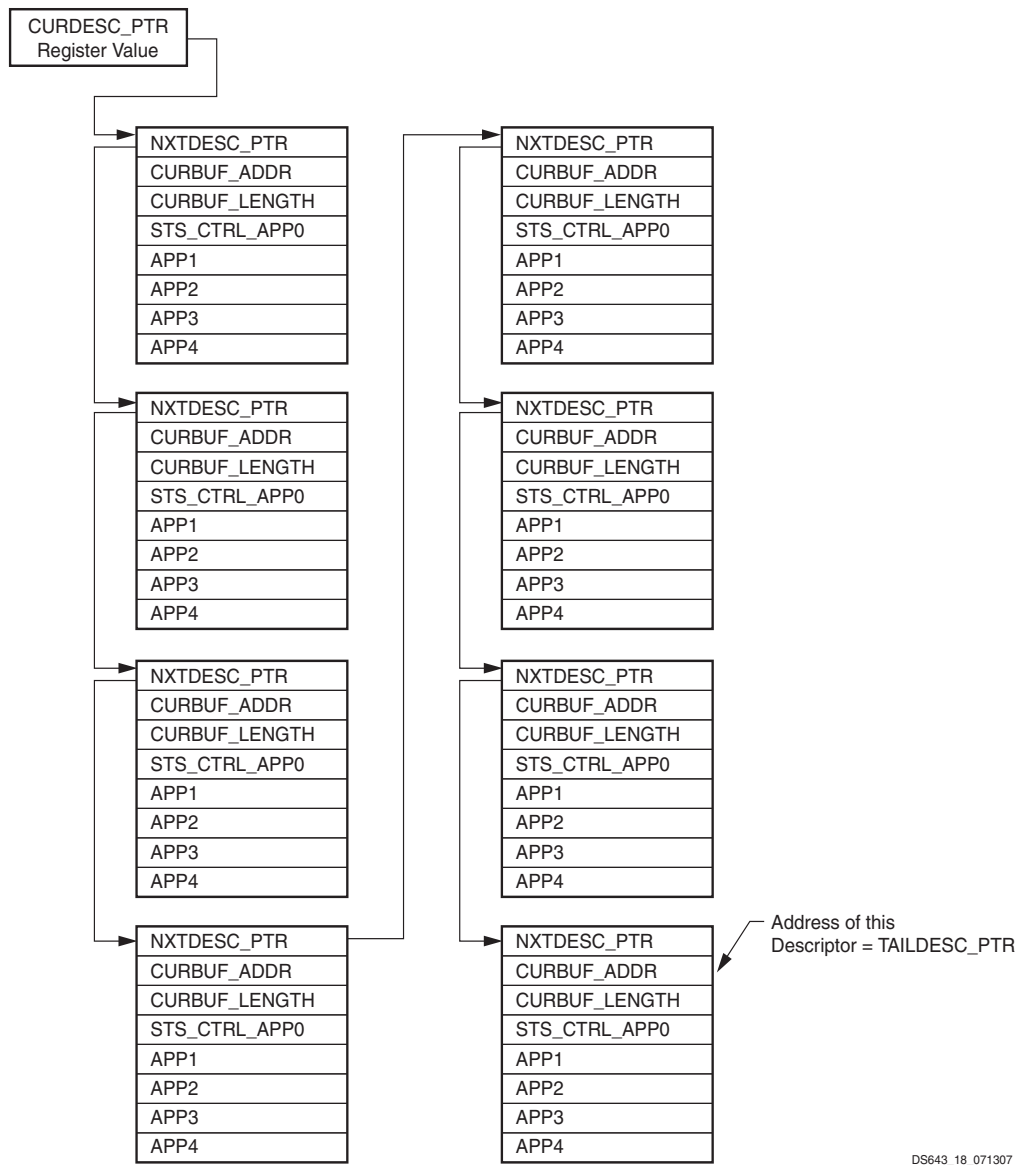 CURDESC_PTR
Register Value
NXTDESC_PTR
CURBUF_ADDR
CURBUF_LENGTH
STS_CTRL_APP0
APP1
APP2
APP3
APP4
NXTDESC_PTR
CURBUF_ADDR
CURBUF_LENGTH
STS_CTRL_APP0
APP1
APP2
APP3
APP4
NXTDESC_PTR
CURBUF_ADDR
CURBUF_LENGTH
STS_CTRL_APP0
APP1
APP2
APP3
APP4
NXTDESC_PTR
CURBUF_ADDR
CURBUF_LENGTH
STS_CTRL_APP0
APP1
APP2
APP3
APP4
NXTDESC_PTR
CURBUF_ADDR
CURBUF_LENGTH
STS_CTRL_APP0
APP1
APP2
APP3
APP4
NXTDESC_PTR
CURBUF_ADDR
CURBUF_LENGTH
STS_CTRL_APP0
APP1
APP2
APP3
APP4
NXTDESC_PTR
CURBUF_ADDR
CURBUF_LENGTH
STS_CTRL_APP0
APP1
APP2
APP3
APP4
NXTDESC_PTR
CURBUF_ADDR
CURBUF_LENGTH
STS_CTRL_APP0
APP1
APP2
APP3
APP4
Address of this
Descriptor = TAILDESC_PTR
DS643_18_071307